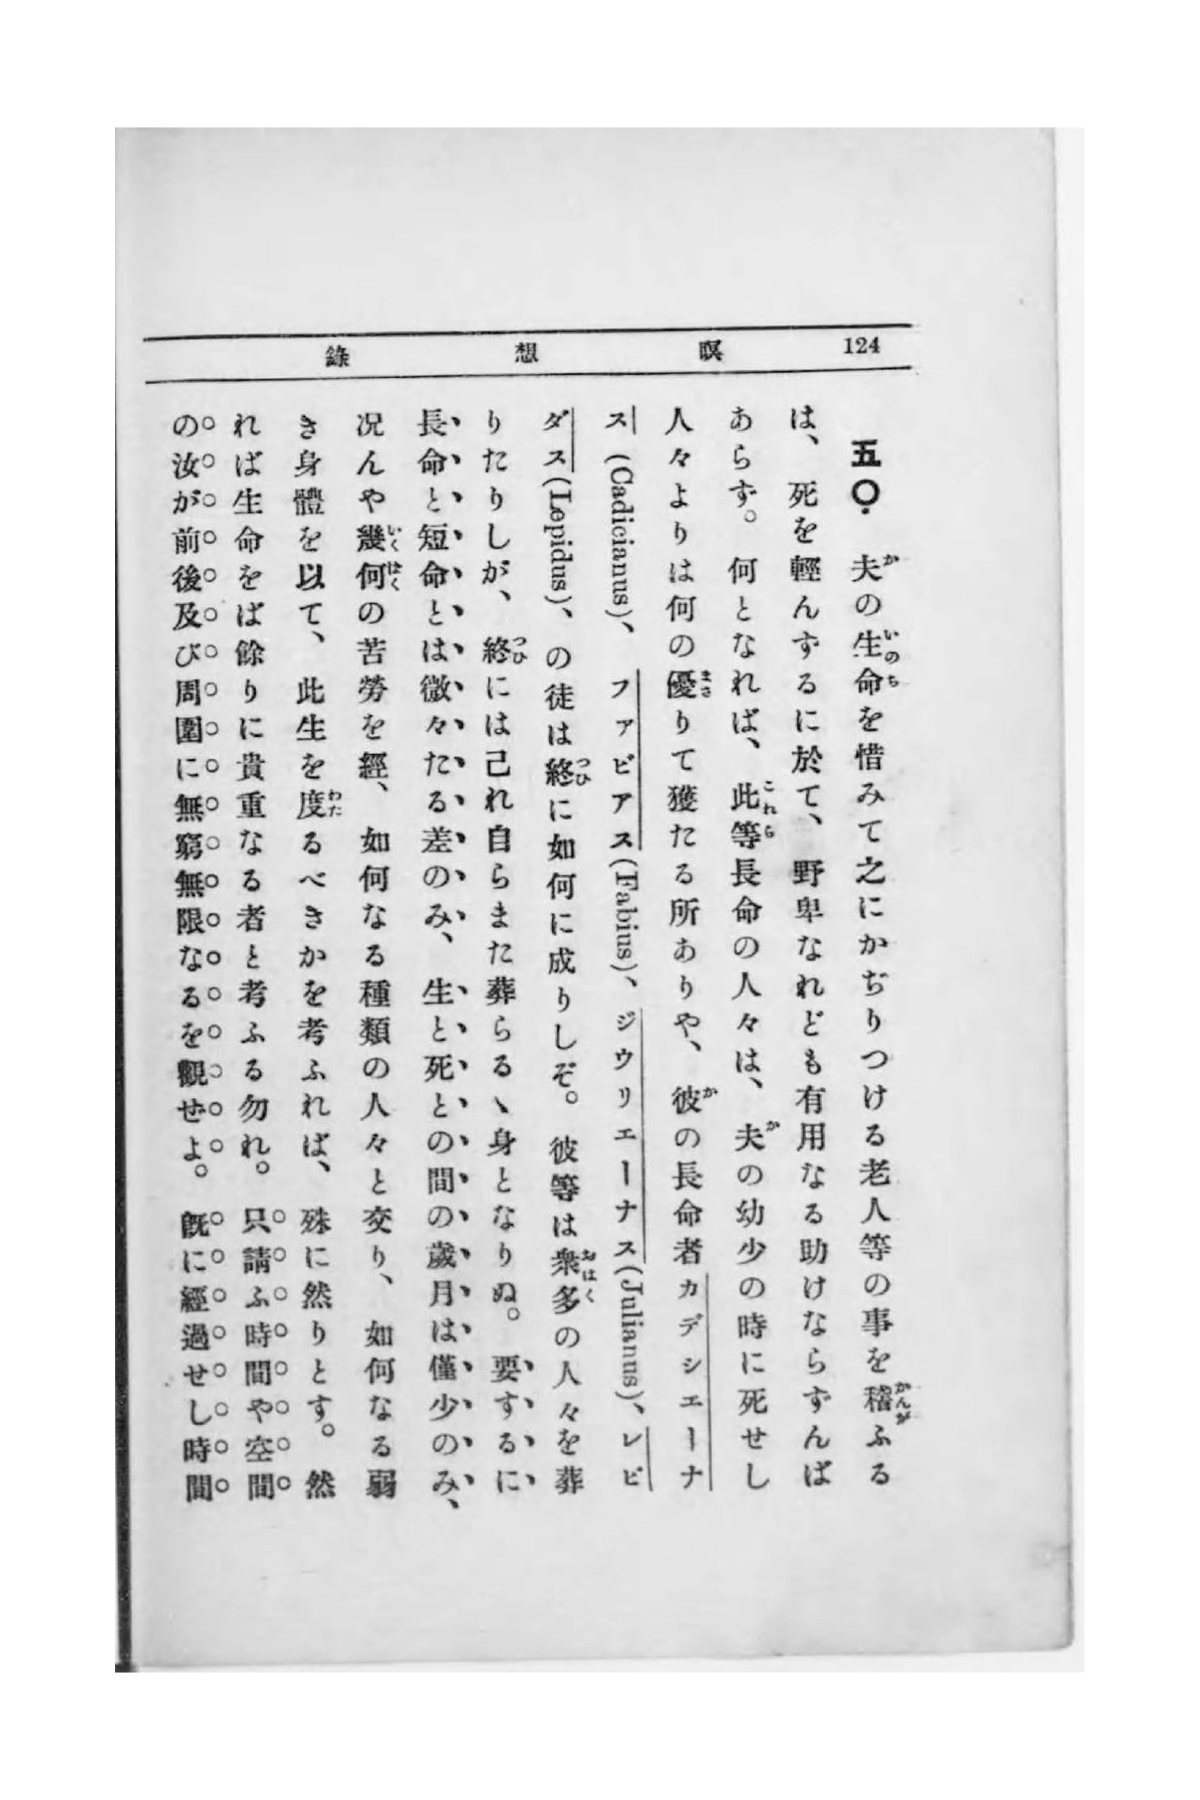 124 瞑想錄
五〇、夫の生命を惜みて之にかぢりつける老人等の事を稽ふる
は、死を輕んずるに於て、野卑なれども有用なる助けならずんば
あらず。何となれば、此等長命の人々は、夫の幼少の時に死せし
人々よりは何の優りて獲たる所ありや、彼の長命者カデシエーナ
ス(Cadicianus)、ファビアス(Fabius)、ジウリエーナス(Julianus)、レピ
ダス(Lepidus)、の徒は終に如何に成りしぞ。彼等は衆多の人々を葬
りたりしが、終には己れ自らまた葬らるゝ身となりぬ。要するに
長命と短命とは微々たる差のみ、生と死との間の歲月は僅少のみ、
况んや幾何の苦勞を經、如何なる種類の人々と交り、如何なる弱
き身體を以て、此生を度るべきかを考ふれば、殊に然りとす。然
れば生命をば餘りに貴重なる者と考ふる勿れ。只請ふ時間や空間
の汝が前後及び周圍に無窮無限なるを觀ぜよ。旣に經過せし時間